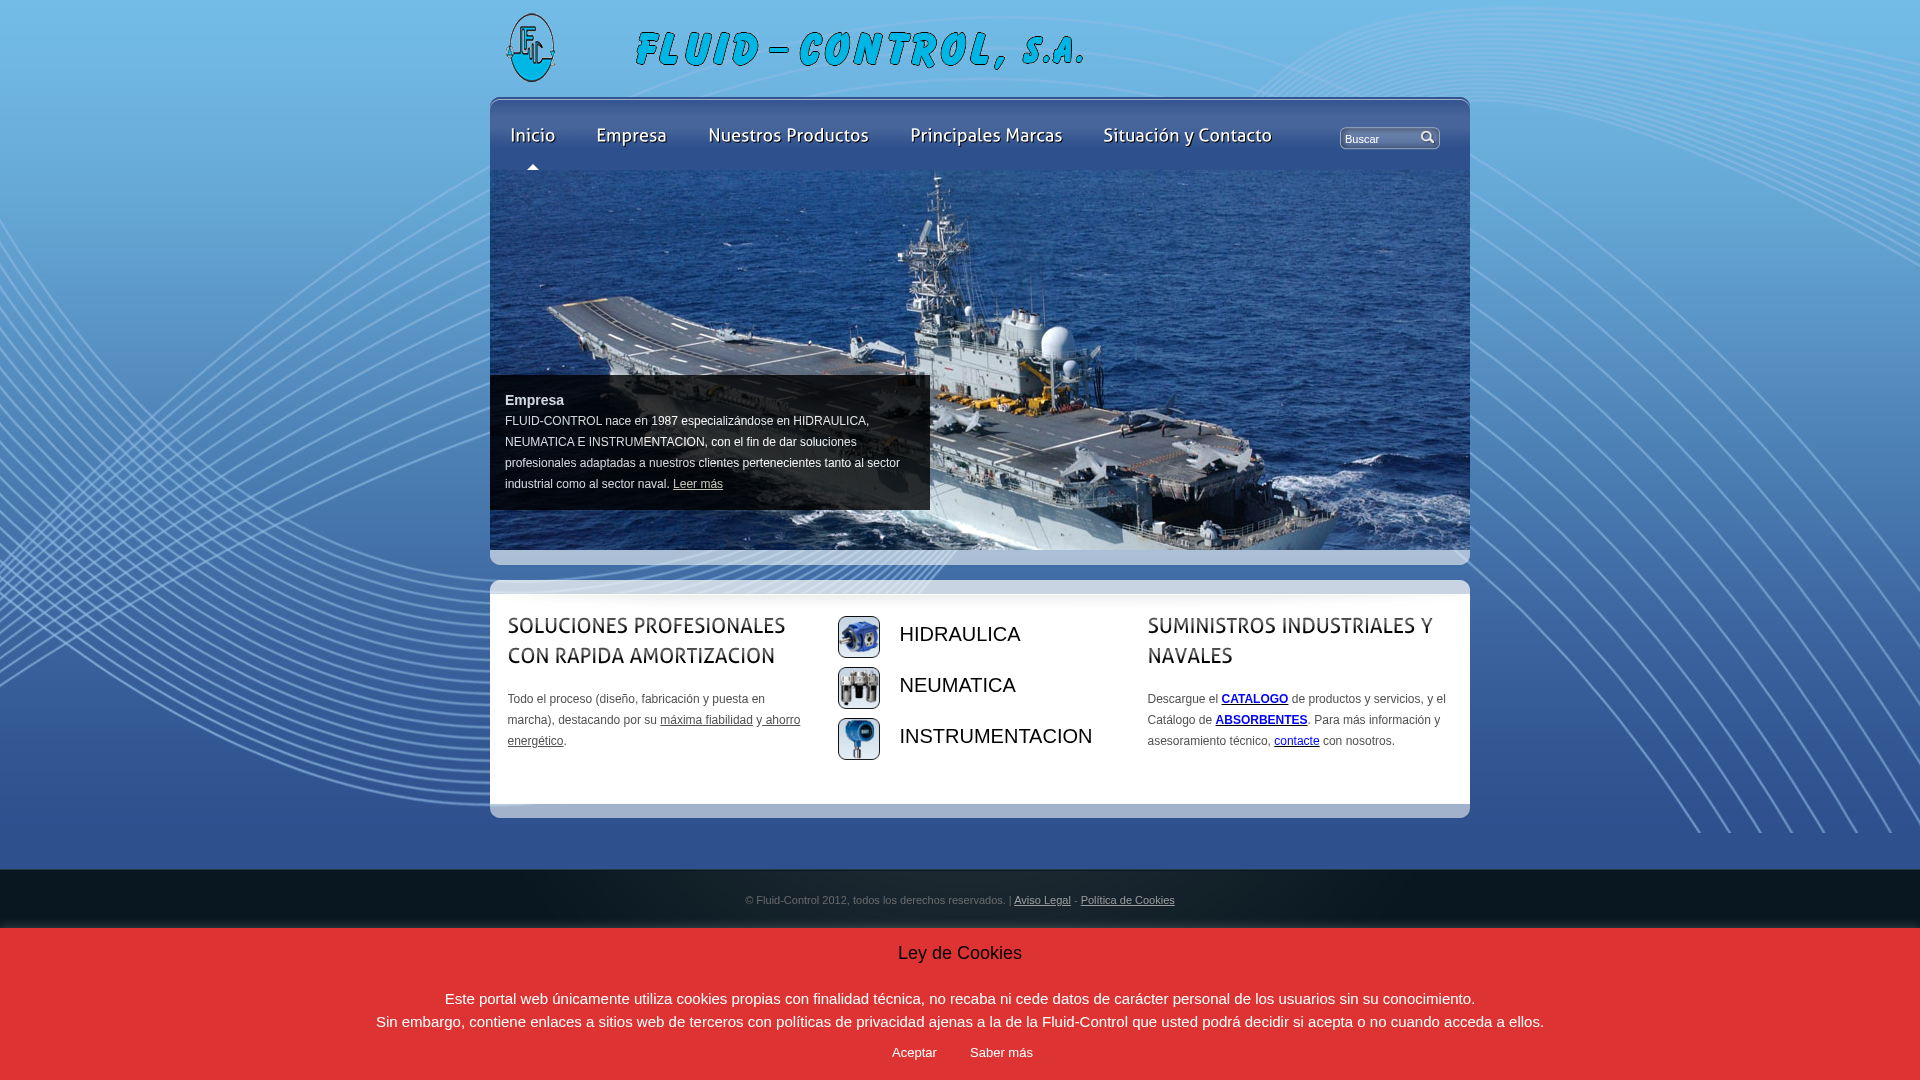 FLUID - CONTROL, S.A.
Inicio
Empresa
Nuestros Productos
Principales Marcas
Situación y Contacto
Buscar
Empresa
FLUID-CONTROL nace en 1987 especializándose en HIDRAULICA,
NEUMATICA E INSTRUMENTACION, con el fin de dar soluciones
profesionales adaptadas a nuestros clientes pertenecientes tanto al sector
industrial como al sector naval. Leer más
SOLUCIONES PROFESIONALES
CON RAPIDA AMORTIZACION
Todo el proceso (diseño, fabricación y puesta en
marcha), destacando por su máxima fiabilidad y ahorro
energético.
HIDRAULICA
NEUMATICA
INSTRUMENTACION
SUMINISTROS INDUSTRIALES Y
NAVALES
Descargue el CATALOGO de productos y servicios, y el
Catálogo de ABSORBENTES. Para más información y
asesoramiento técnico, contacte con nosotros.
© Fluid-Control 2012, todos los derechos reservados. | Aviso Legal - Política de Cookies
Ley de Cookies
Este portal web únicamente utiliza cookies propias con finalidad técnica, no recaba ni cede datos de carácter personal de los usuarios sin su conocimiento.
Sin embargo, contiene enlaces a sitios web de terceros con políticas de privacidad ajenas a la de la Fluid-Control que usted podrá decidir si acepta o no cuando acceda a ellos.
Aceptar
Saber más